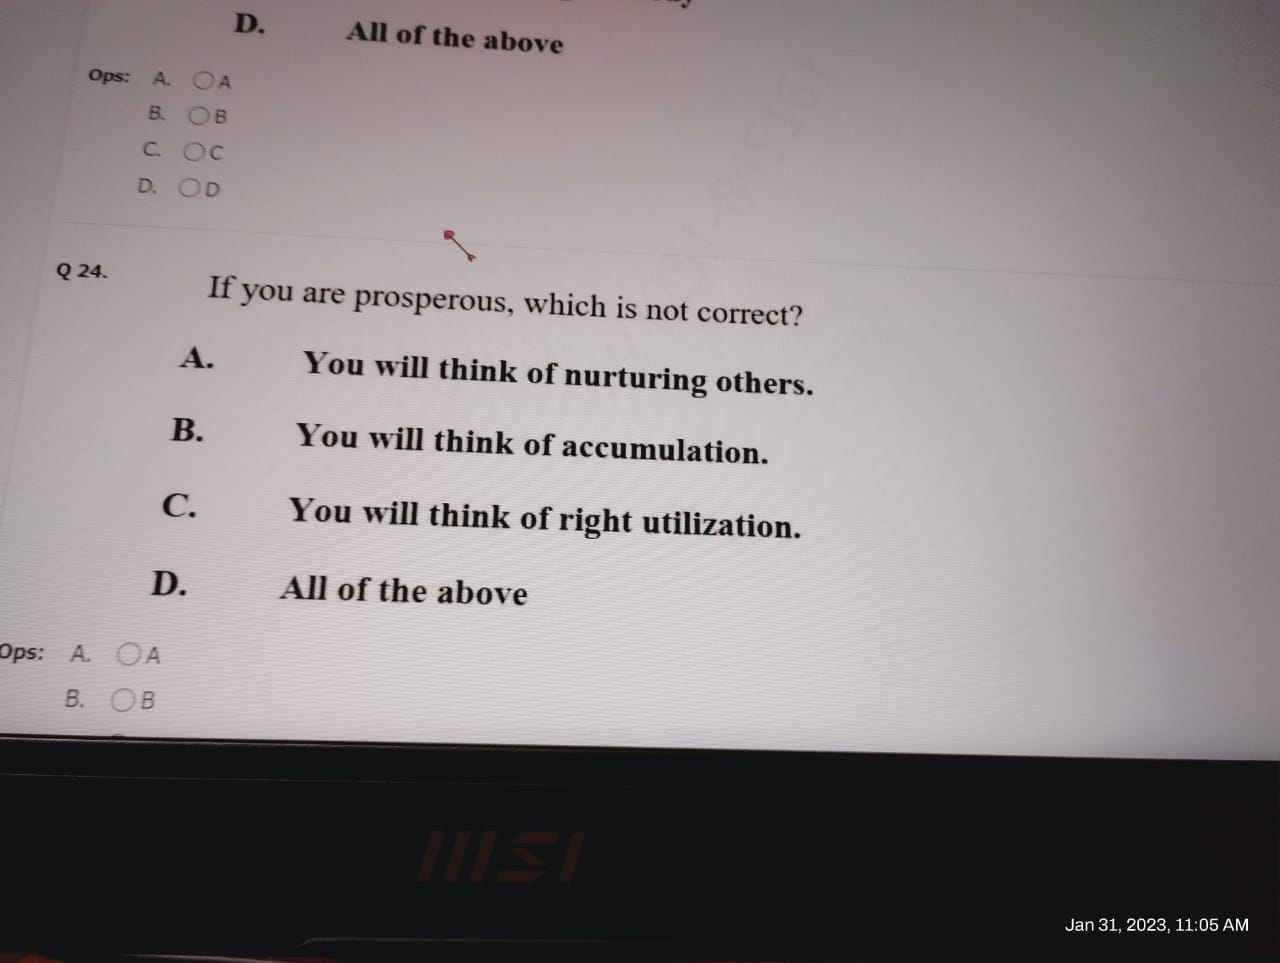 D. All of the above
Ops: A. A
B. B
C. C
D. D
Q 24. If you are prosperous, which is not correct?
A. You will think of nurturing others.
B. You will think of accumulation.
C. You will think of right utilization.
D. All of the above
Ops: A. A
B. B
msi
Jan 31, 2023, 11:05 AM